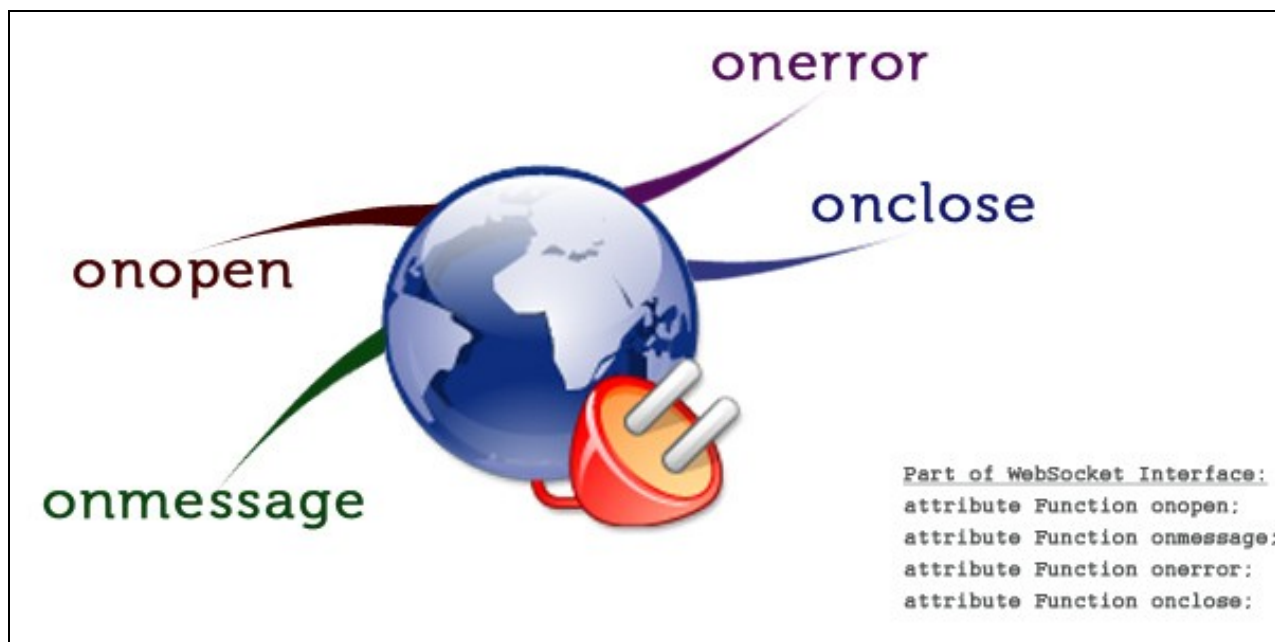 onerror
onclose
onopen
onmessage
Part of WebSocket Interface:
attribute Function onopen;
attribute Function onmessage;
attribute Function onerror;
attribute Function onclose;